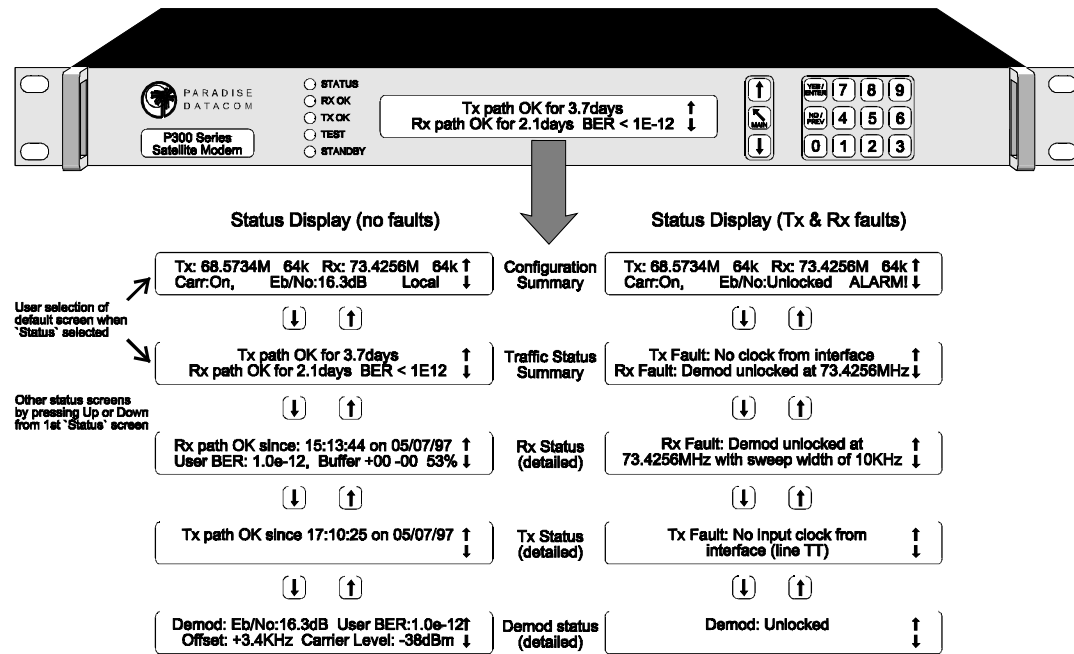 PARADISE
DATACOM
P300 Series
Satellite Modem
STATUS
RX OK
TX OK
TEST
STANDBY
Tx path OK for 3.7days ↑
Rx path OK for 2.1days BER < 1E-12 ↓
↑
↖
MAIN
↓
YES/
ENTER 7 8 9
NO/
PREV 4 5 6
0 1 2 3
Status Display (no faults)
Status Display (Tx & Rx faults)
Tx: 68.5734M 64k Rx: 73.4256M 64k ↑
Carr:On, Eb/No:16.3dB Local ↓
Configuration
Summary
Tx: 68.5734M 64k Rx: 73.4256M 64k ↑
Carr:On, Eb/No:Unlocked ALARM! ↓
User selection of
default screen when
`Status` selected
↓ ↑
↓ ↑
Tx path OK for 3.7days ↑
Rx path OK for 2.1days BER < 1E12 ↓
Traffic Status
Summary
Tx Fault: No clock from interface ↑
Rx Fault: Demod unlocked at 73.4256MHz ↓
Other status screens
by pressing Up or Down
from 1st `Status` screen
↓ ↑
↓ ↑
Rx path OK since: 15:13:44 on 05/07/97 ↑
User BER: 1.0e-12, Buffer +00 -00 53% ↓
Rx Status
(detailed)
Rx Fault: Demod unlocked at ↑
73.4256MHz with sweep width of 10KHz ↓
↓ ↑
↓ ↑
Tx path OK since 17:10:25 on 05/07/97 ↑
↓
Tx Status
(detailed)
Tx Fault: No input clock from ↑
interface (line TT) ↓
↓ ↑
↓ ↑
Demod: Eb/No:16.3dB User BER:1.0e-12↑
Offset: +3.4KHz Carrier Level: -38dBm ↓
Demod status
(detailed)
Demod: Unlocked ↑
↓